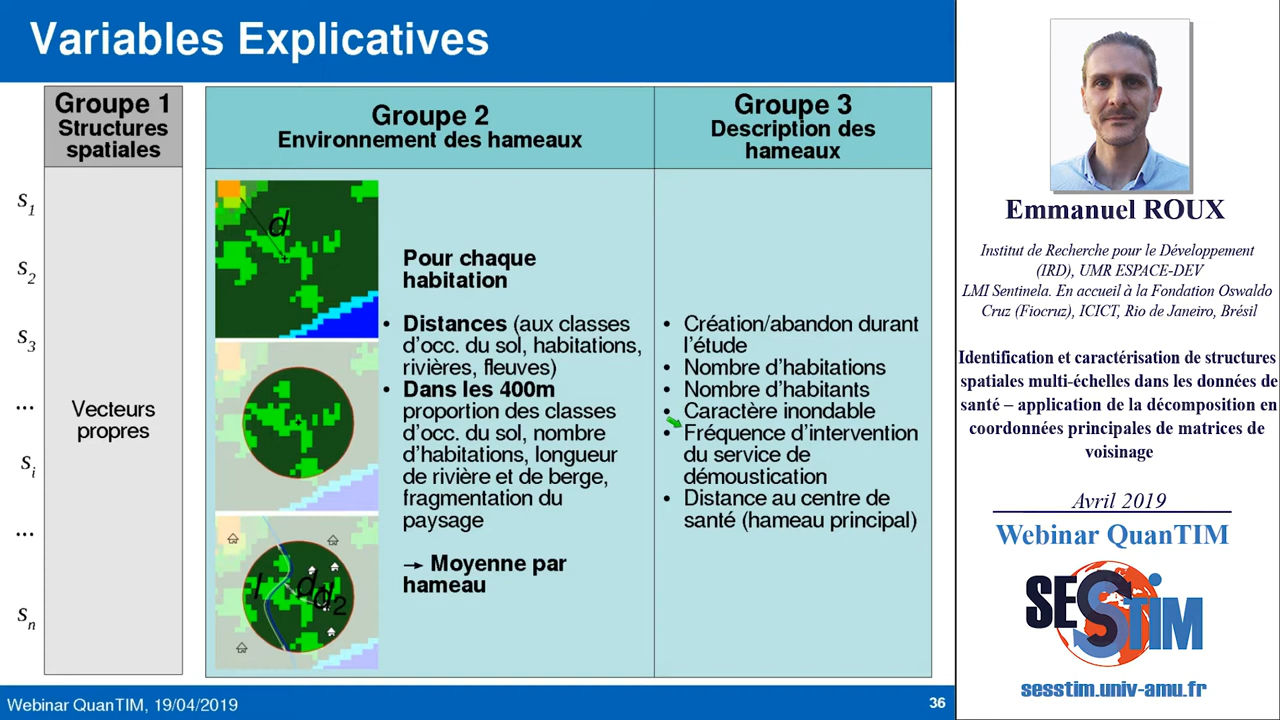 Variables Explicatives
Groupe 1
Structures
spatiales
s1
s2
s3
...
si
...
sn
Vecteurs
propres
Groupe 2
Environnement des hameaux
d
l
d
d2
Pour chaque
habitation
• Distances (aux classes
d'occ. du sol, habitations,
rivières, fleuves)
• Dans les 400m
proportion des classes
d'occ. du sol, nombre
d'habitations, longueur
de rivière et de berge,
fragmentation du
paysage
→ Moyenne par
hameau
Groupe 3
Description des
hameaux
• Création/abandon durant
l'étude
• Nombre d'habitations
• Nombre d'habitants
• Caractère inondable
• Fréquence d'intervention
du service de
démoustication
• Distance au centre de
santé (hameau principal)
Webinar QuanTIM, 19/04/2019
36
Emmanuel ROUX
Institut de Recherche pour le Développement
(IRD), UMR ESPACE-DEV
LMI Sentinela. En accueil à la Fondation Oswaldo
Cruz (Fiocruz), ICICT, Rio de Janeiro, Brésil
Identification et caractérisation de structures
spatiales multi-échelles dans les données de
santé – application de la décomposition en
coordonnées principales de matrices de
voisinage
Avril 2019
Webinar QuanTIM
SESSTIM
sesstim.univ-amu.fr